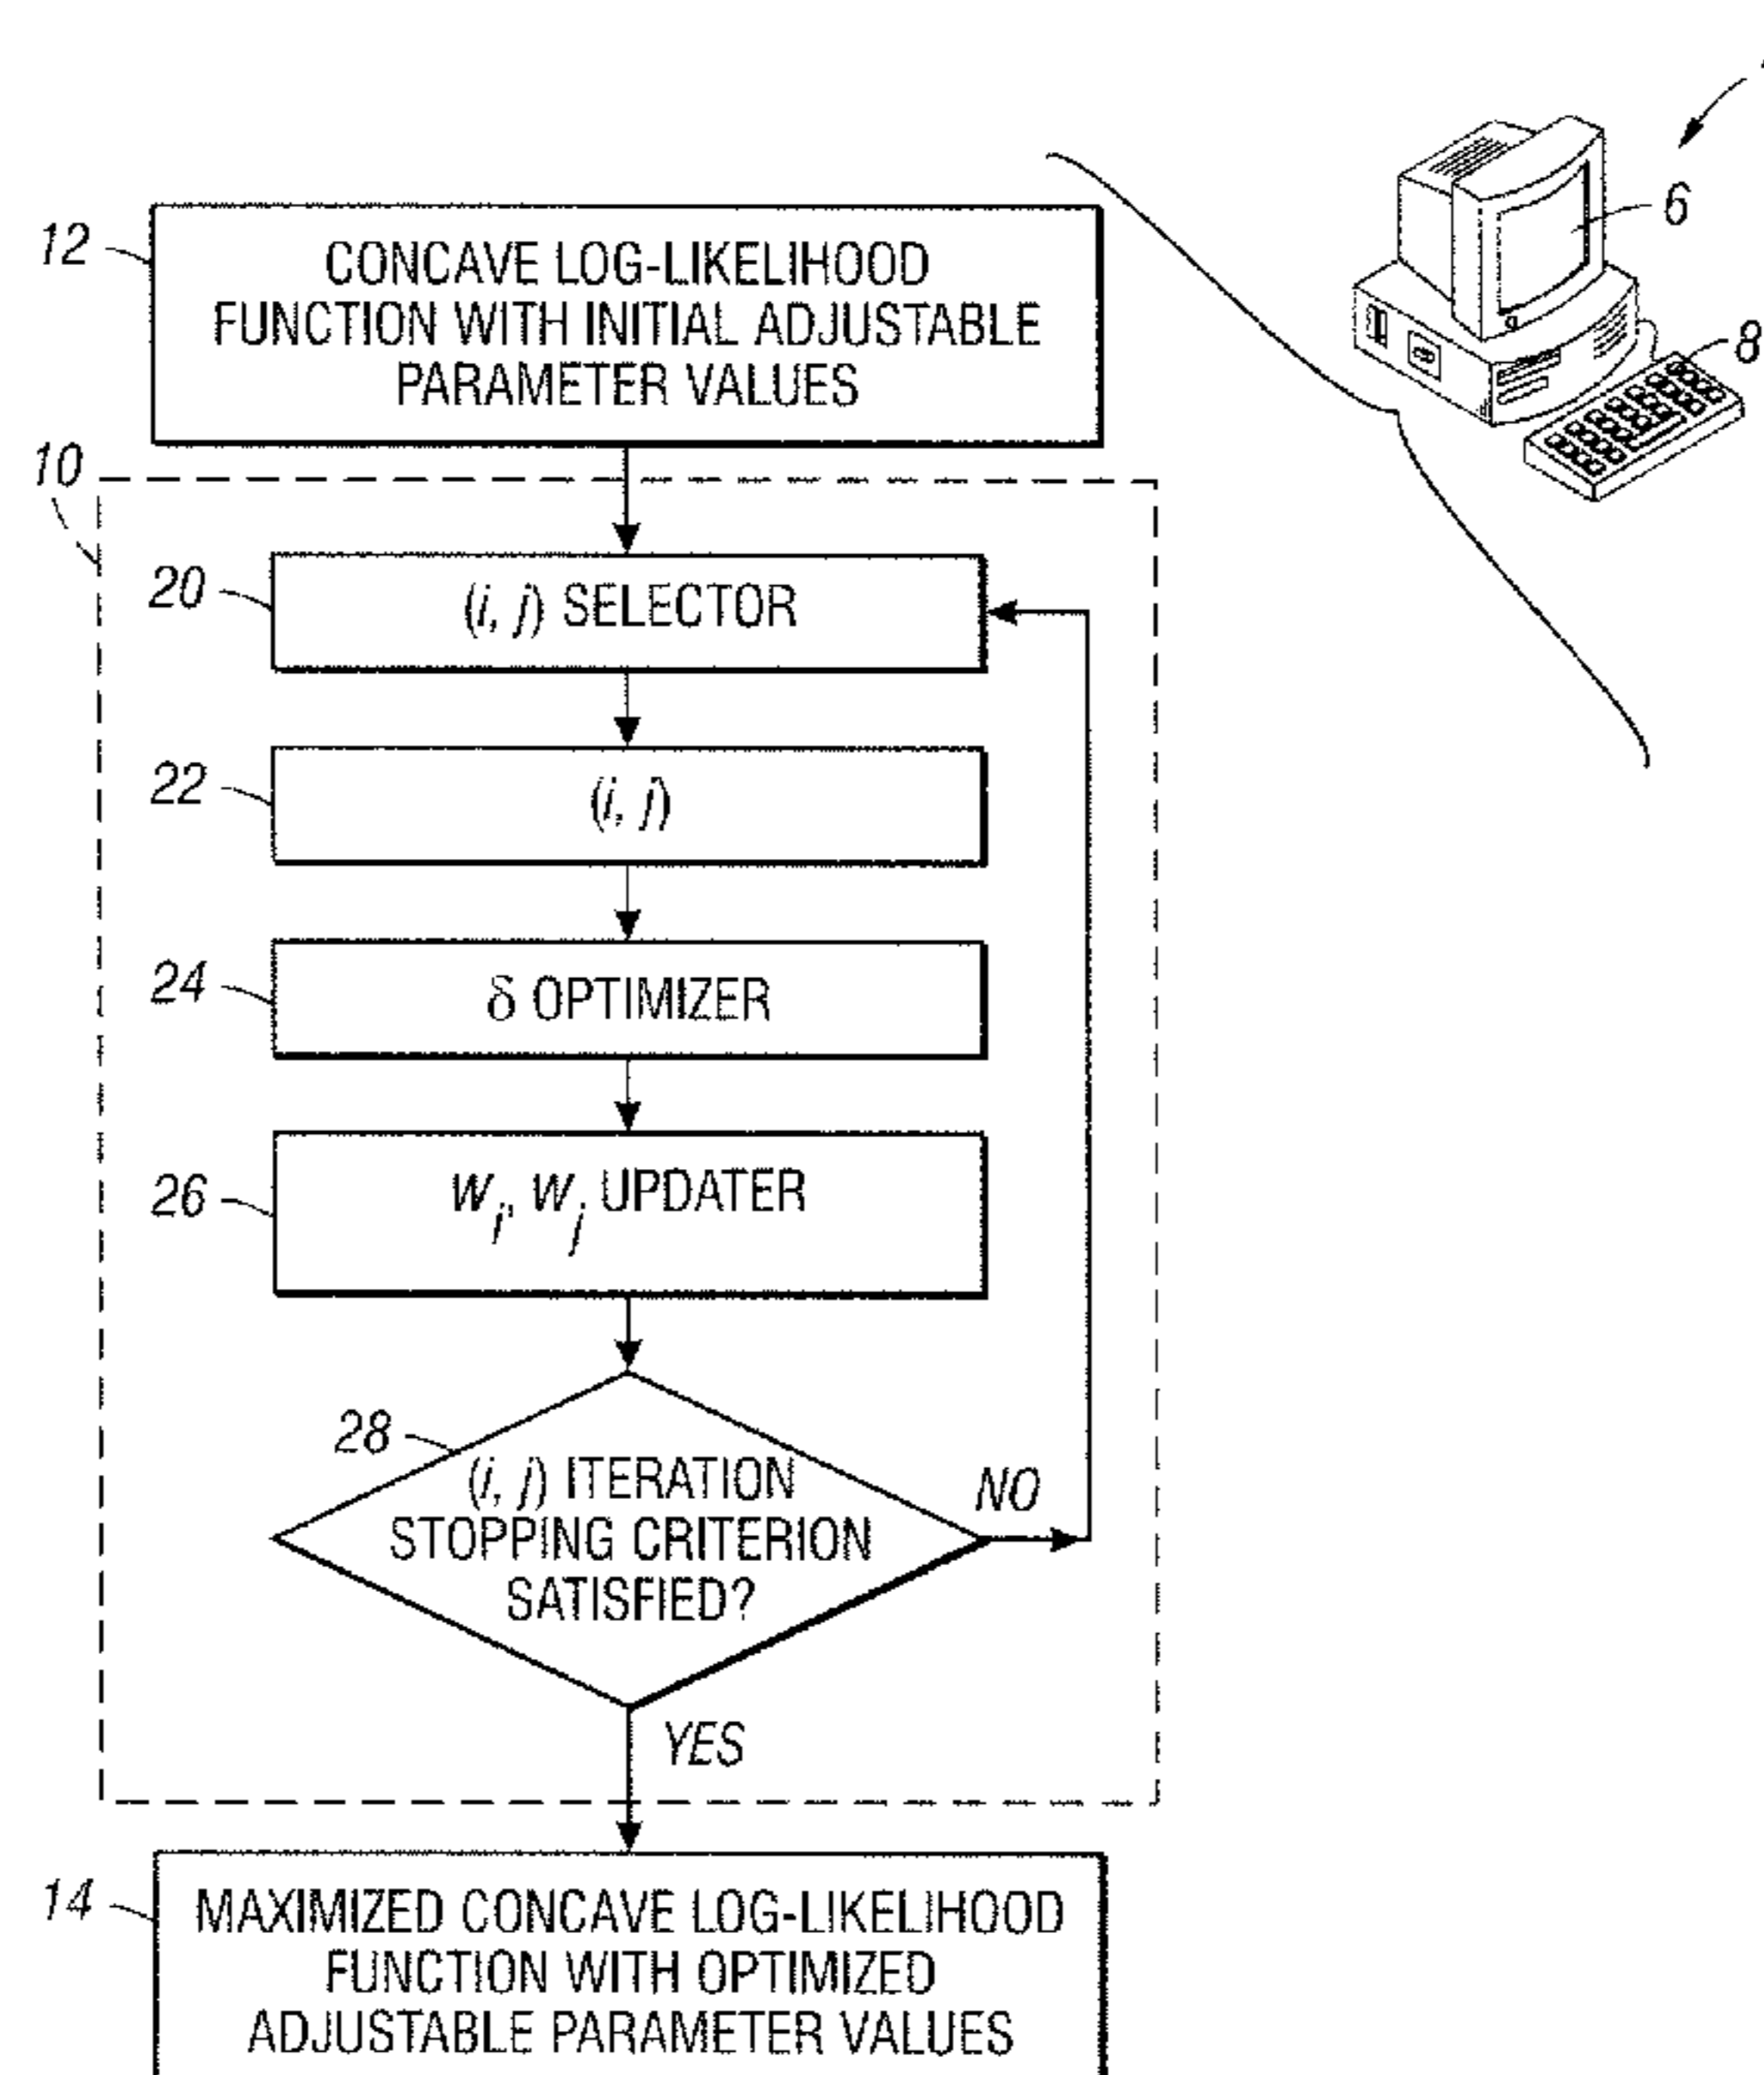 6
8
12
CONCAVE LOG-LIKELIHOOD
FUNCTION WITH INITIAL ADJUSTABLE
PARAMETER VALUES
10
20
(i, j) SELECTOR
22
(i, j)
24
δ OPTIMIZER
26
wi, wj UPDATER
28
(i, j) ITERATION
STOPPING CRITERION
SATISFIED?
NO
YES
14
MAXIMIZED CONCAVE LOG-LIKELIHOOD
FUNCTION WITH OPTIMIZED
ADJUSTABLE PARAMETER VALUES